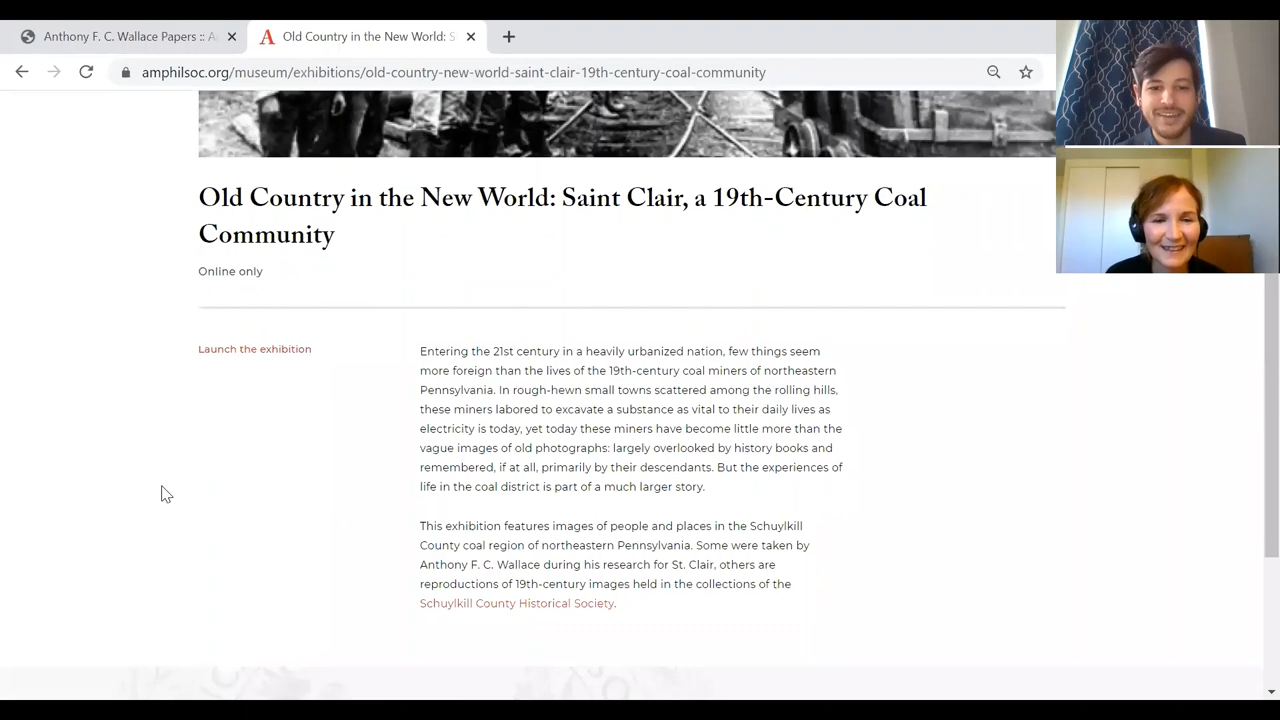 Anthony F. C. Wallace Papers :: A
Old Country in the New World: S
amphilsoc.org/museum/exhibitions/old-country-new-world-saint-clair-19th-century-coal-community
Old Country in the New World: Saint Clair, a 19th-Century Coal
Community
Online only
Launch the exhibition
Entering the 21st century in a heavily urbanized nation, few things seem
more foreign than the lives of the 19th-century coal miners of northeastern
Pennsylvania. In rough-hewn small towns scattered among the rolling hills,
these miners labored to excavate a substance as vital to their daily lives as
electricity is today, yet today these miners have become little more than the
vague images of old photographs: largely overlooked by history books and
remembered, if at all, primarily by their descendants. But the experiences of
life in the coal district is part of a much larger story.
This exhibition features images of people and places in the Schuylkill
County coal region of northeastern Pennsylvania. Some were taken by
Anthony F. C. Wallace during his research for St. Clair, others are
reproductions of 19th-century images held in the collections of the
Schuylkill County Historical Society.